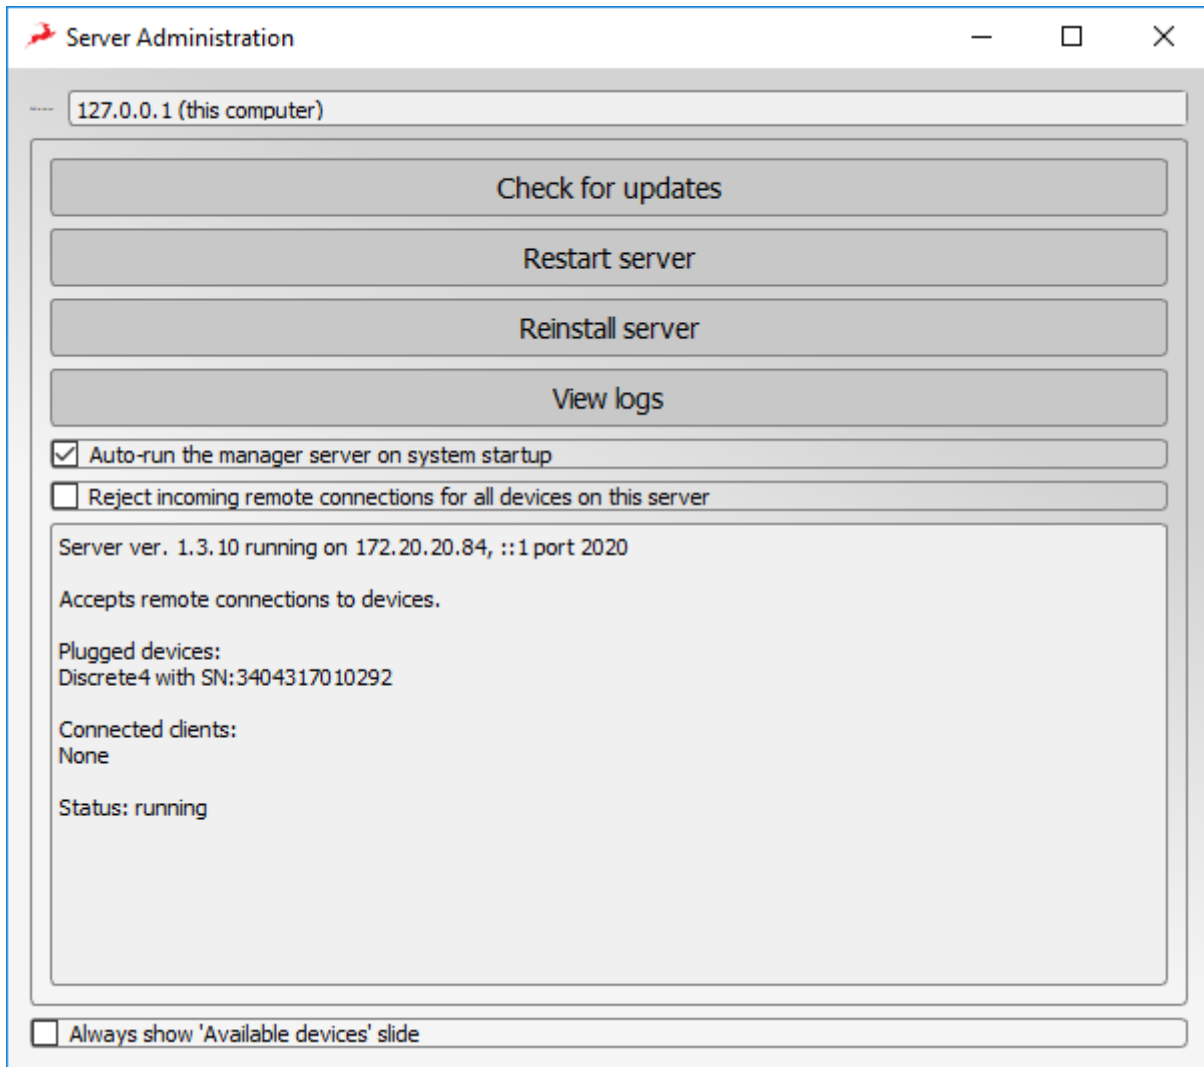 Server Administration
127.0.0.1 (this computer)
Check for updates
Restart server
Reinstall server
View logs
Auto-run the manager server on system startup
Reject incoming remote connections for all devices on this server
Server ver. 1.3.10 running on 172.20.20.84, ::1 port 2020
Accepts remote connections to devices.
Plugged devices:
Discrete4 with SN:3404317010292
Connected clients:
None
Status: running
Always show 'Available devices' slide